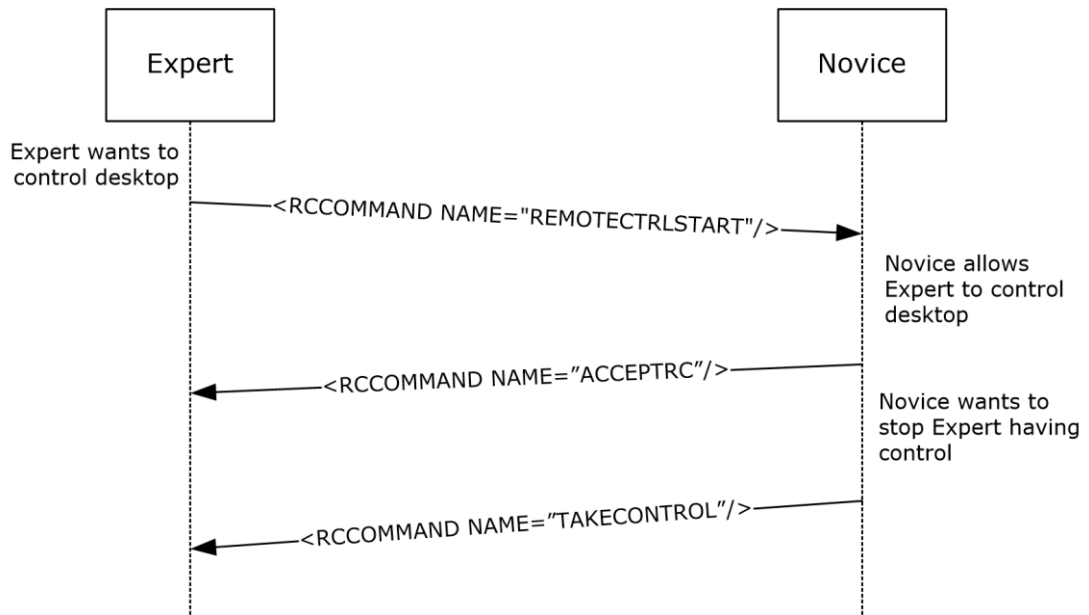 Expert
Novice
Expert wants to
control desktop
<RCCOMMAND NAME="REMOTECTRLSTART"/>
Novice allows
Expert to control
desktop
<RCCOMMAND NAME=”ACCEPTRC”/>
Novice wants to
stop Expert having
control
<RCCOMMAND NAME=”TAKECONTROL”/>